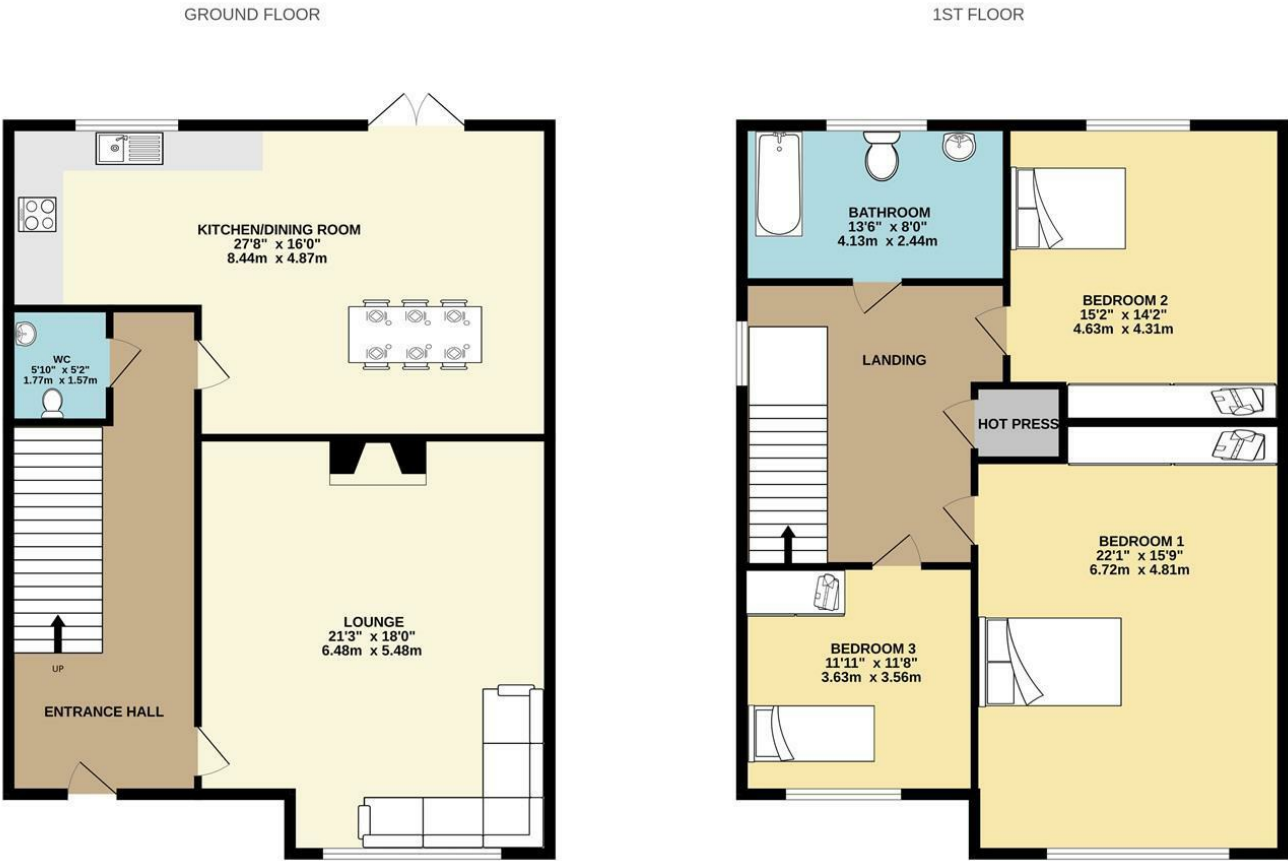 GROUND FLOOR
KITCHEN/DINING ROOM
27'8" x 16'0"
8.44m x 4.87m
WC
5'10" x 5'2"
1.77m x 1.57m
LOUNGE
21'3" x 18'0"
6.48m x 5.48m
UP
ENTRANCE HALL
1ST FLOOR
BATHROOM
13'6" x 8'0"
4.13m x 2.44m
BEDROOM 2
15'2" x 14'2"
4.63m x 4.31m
LANDING
HOT PRESS
BEDROOM 1
22'1" x 15'9"
6.72m x 4.81m
BEDROOM 3
11'11" x 11'8"
3.63m x 3.56m